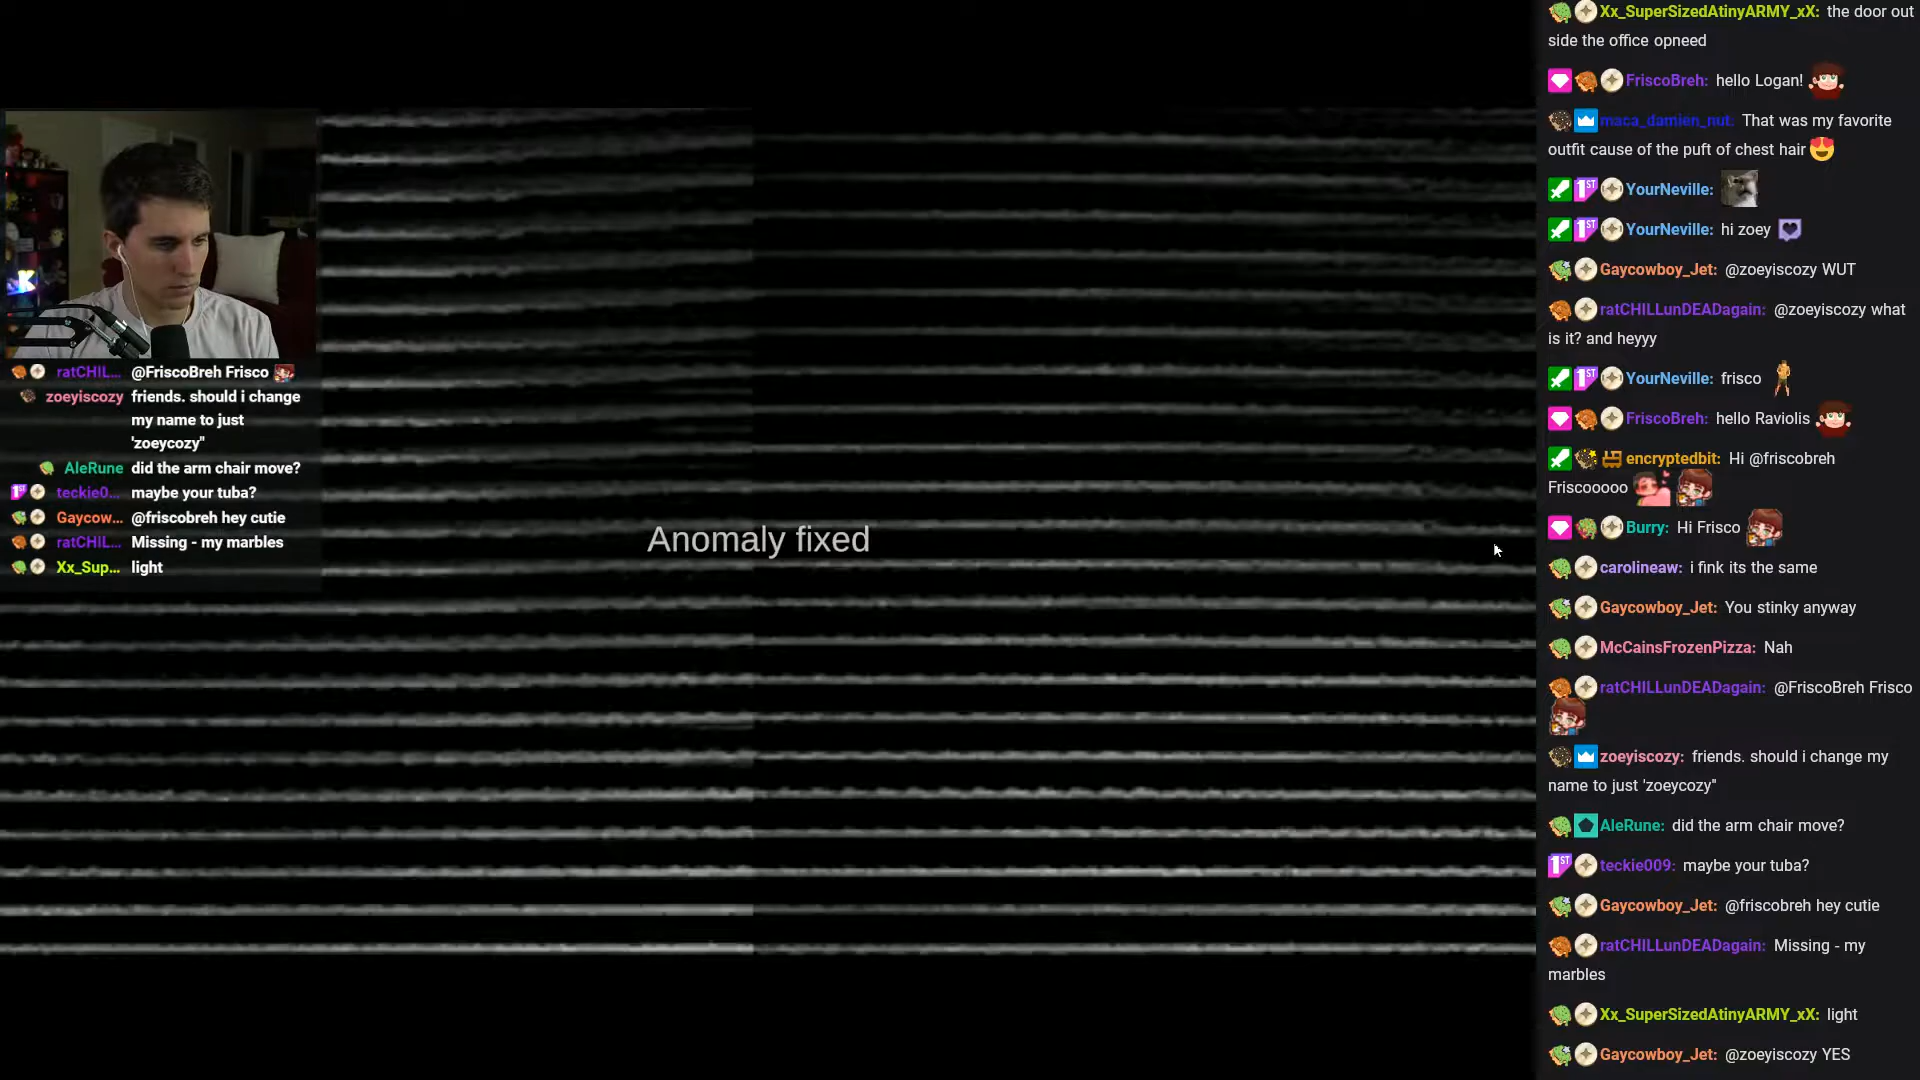 ratCHIL... @FriscoBreh Frisco
zoeyiscozy friends. should i change
my name to just
'zoeycozy"
AleRune did the arm chair move?
teckie0... maybe your tuba?
Gaycow... @friscobreh hey cutie
ratCHIL... Missing - my marbles
Xx_Sup... light
Anomaly fixed
Xx_SuperSizedAtinyARMY_xX: the door out
side the office opneed
FriscoBreh: hello Logan!
maca_damien_nut: That was my favorite
outfit cause of the puft of chest hair
1ST YourNeville:
1ST YourNeville: hi zoey
Gaycowboy_Jet: @zoeyiscozy WUT
ratCHILLunDEADagain: @zoeyiscozy what
is it? and heyyy
1ST YourNeville: frisco
FriscoBreh: hello Raviolis
encryptedbit: Hi @friscobreh
Friscooooo
Burry: Hi Frisco
carolineaw: i fink its the same
Gaycowboy_Jet: You stinky anyway
McCainsFrozenPizza: Nah
ratCHILLunDEADagain: @FriscoBreh Frisco
zoeyiscozy: friends. should i change my
name to just 'zoeycozy"
AleRune: did the arm chair move?
1ST teckie009: maybe your tuba?
Gaycowboy_Jet: @friscobreh hey cutie
ratCHILLunDEADagain: Missing - my
marbles
Xx_SuperSizedAtinyARMY_xX: light
Gaycowboy_Jet: @zoeyiscozy YES